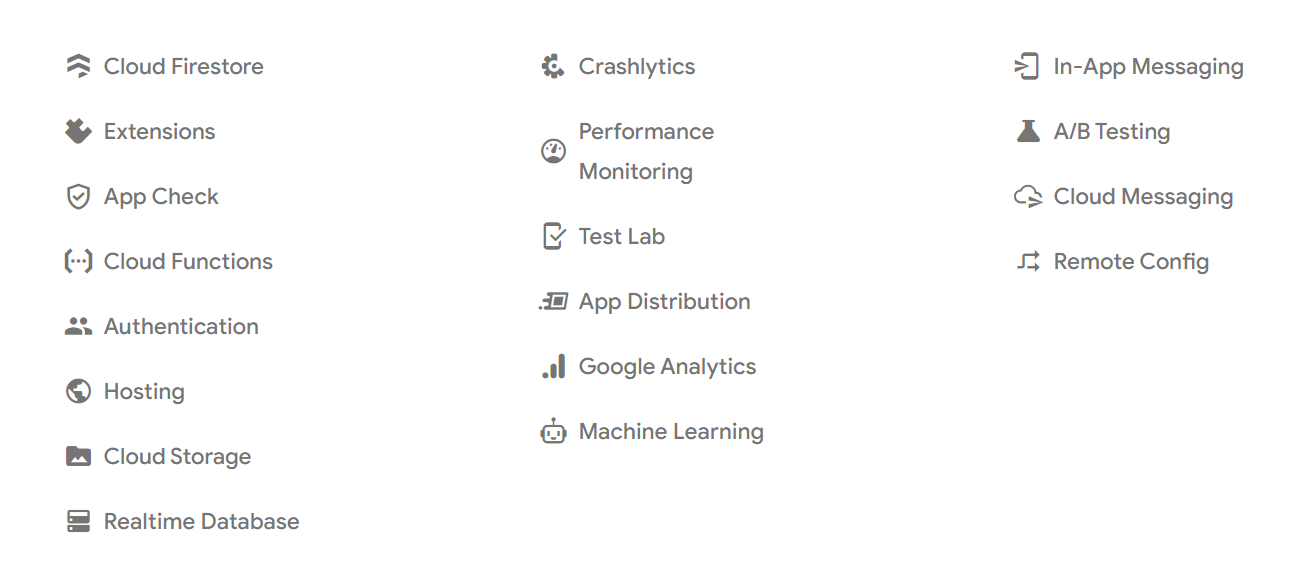 Cloud Firestore
Extensions
App Check
Cloud Functions
Authentication
Hosting
Cloud Storage
Realtime Database
Crashlytics
Performance
Monitoring
Test Lab
App Distribution
Google Analytics
Machine Learning
In-App Messaging
A/B Testing
Cloud Messaging
Remote Config